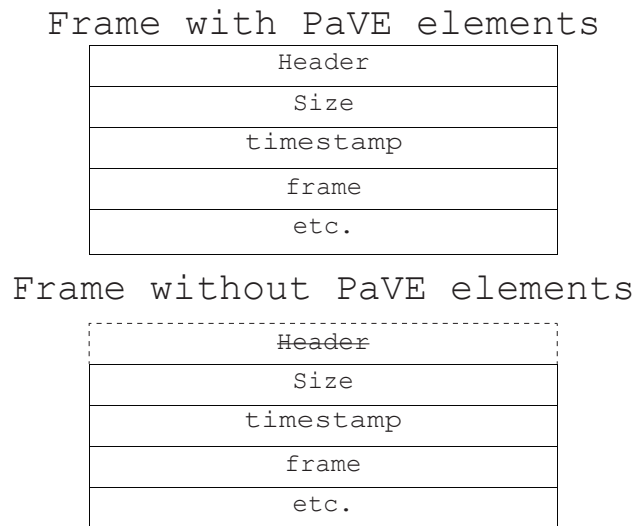 Frame with PaVE elements
Header
Size
timestamp
frame
etc.
Frame without PaVE elements
Header
Size
timestamp
frame
etc.